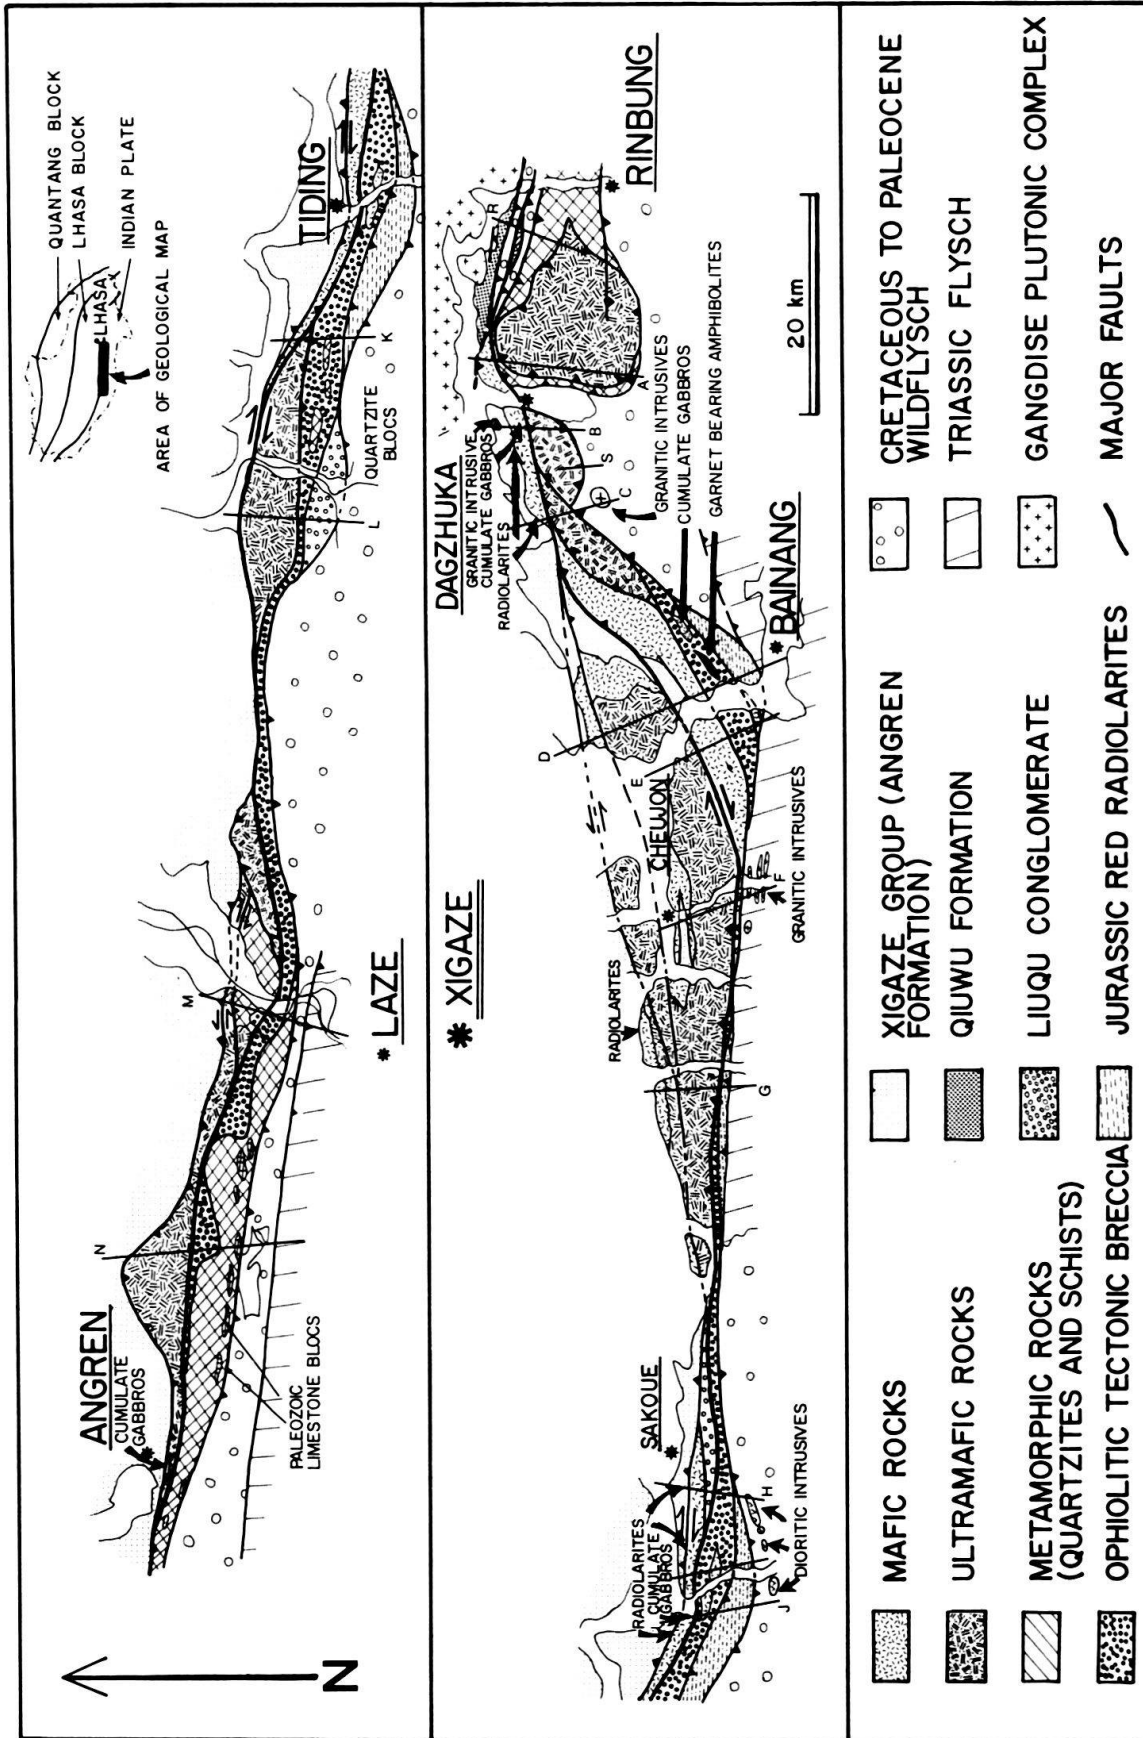 QUANTANG BLOCK
LHASA BLOCK
INDIAN PLATE
LHASA
AREA OF GEOLOGICAL MAP
N
ANGREN
CUMULATE
GABBROS
PALEOZOIC
LIMESTONE BLOCS
N
M
LAZE
L
QUARTZITE
BLOCS
K
TIDING
XIGAZE
SAKOUE
RADIOLARITES
CUMULATE
GABBROS
J
DIORITIC INTRUSIVES
H
RADIOLARITES
G
GRANITIC INTRUSIVES
F
CHEWJON
E
D
BAINANG
DAGZHUKA
GRANITIC INTRUSIVE
CUMULATE GABBROS
RADIOLARITES
GRANITIC INTRUSIVES
CUMULATE GABBROS
GARNET BEARING AMPHIBOLITES
C
S
B
A
R
RINBUNG
20 km
MAFIC ROCKS
ULTRAMAFIC ROCKS
METAMORPHIC ROCKS
(QUARTZITES AND SCHISTS)
OPHIOLITIC TECTONIC BRECCIA
XIGAZE GROUP (ANGREN
FORMATION)
QIUWU FORMATION
LIUQU CONGLOMERATE
JURASSIC RED RADIOLARITES
CRETACEOUS TO PALEOCENE
WILDFLYSCH
TRIASSIC FLYSCH
GANGDISE PLUTONIC COMPLEX
MAJOR FAULTS